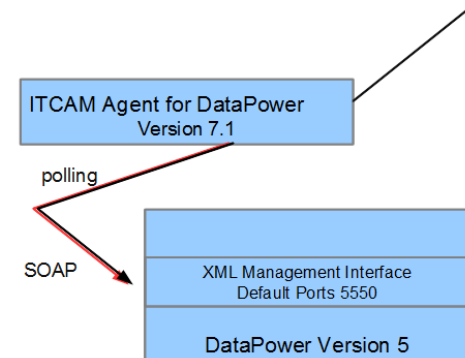 ITCAM Agent for DataPower
Version 7.1
polling
SOAP
XML Management Interface
Default Ports 5550
DataPower Version 5